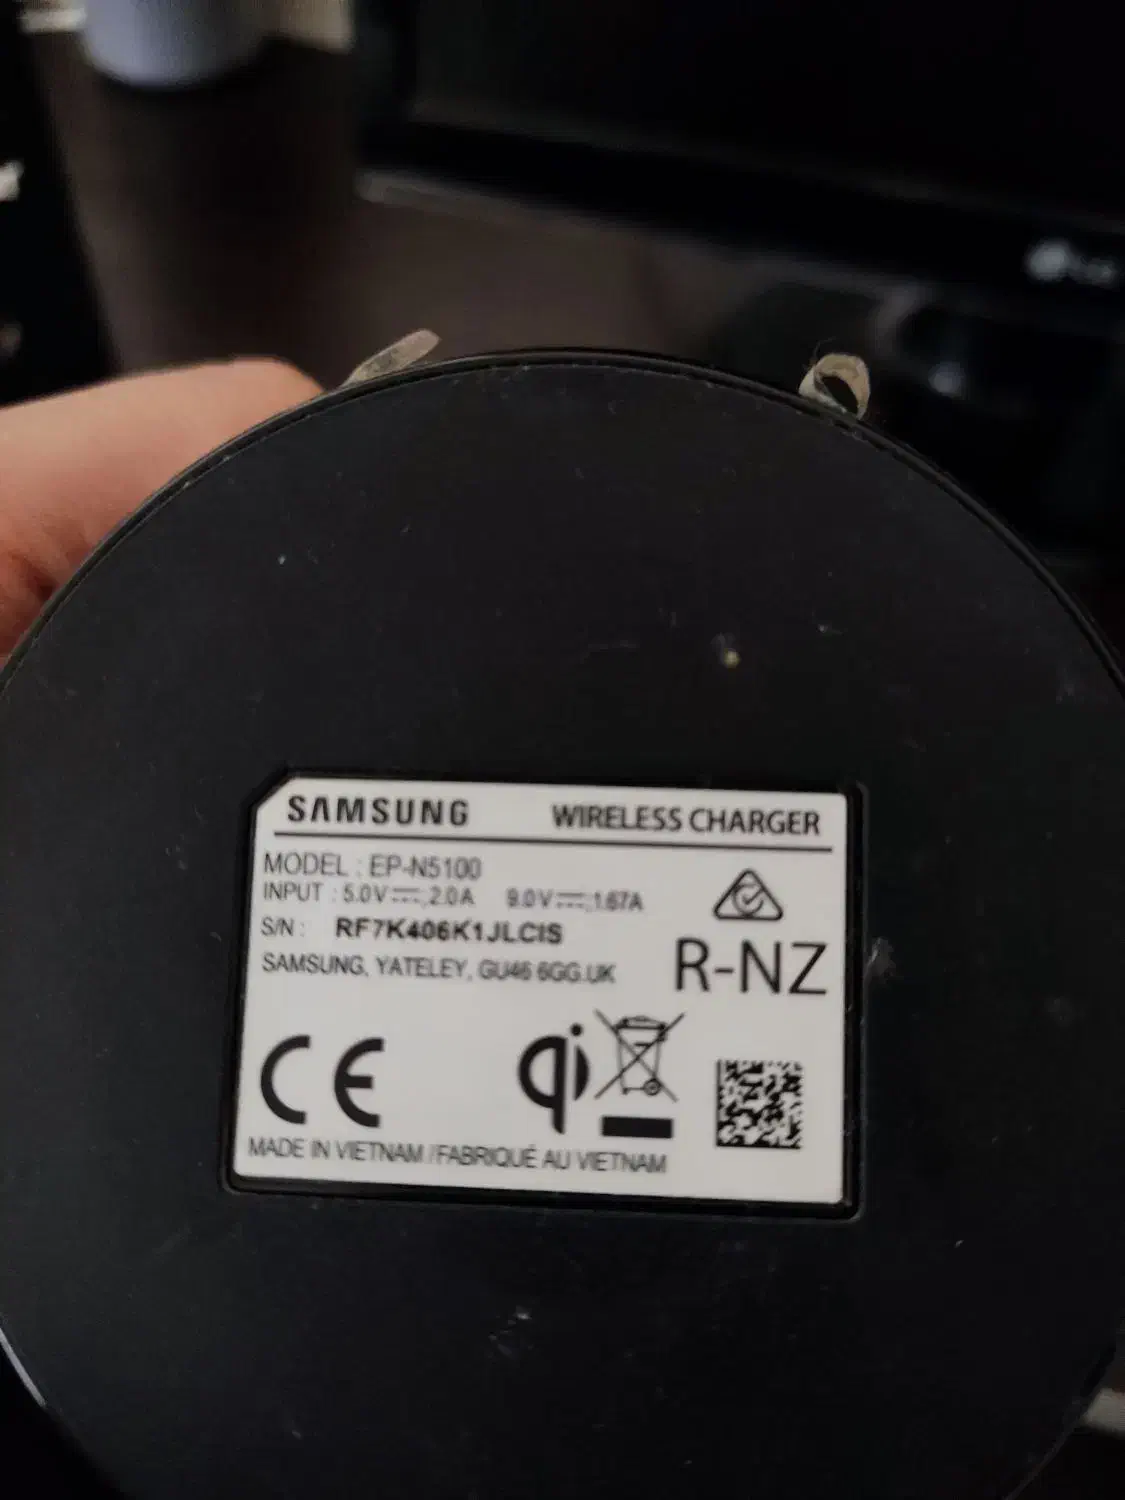 LG
SAMSUNG WIRELESS CHARGER
MODEL : EP-N5100
INPUT : 5.0V⎓;2.0A 9.0V⎓;1.67A
S/N : RF7K406K1JLCIS
SAMSUNG, YATELEY, GU46 6GG.UK
R-NZ
CE
qi
MADE IN VIETNAM / FABRIQUÉ AU VIETNAM